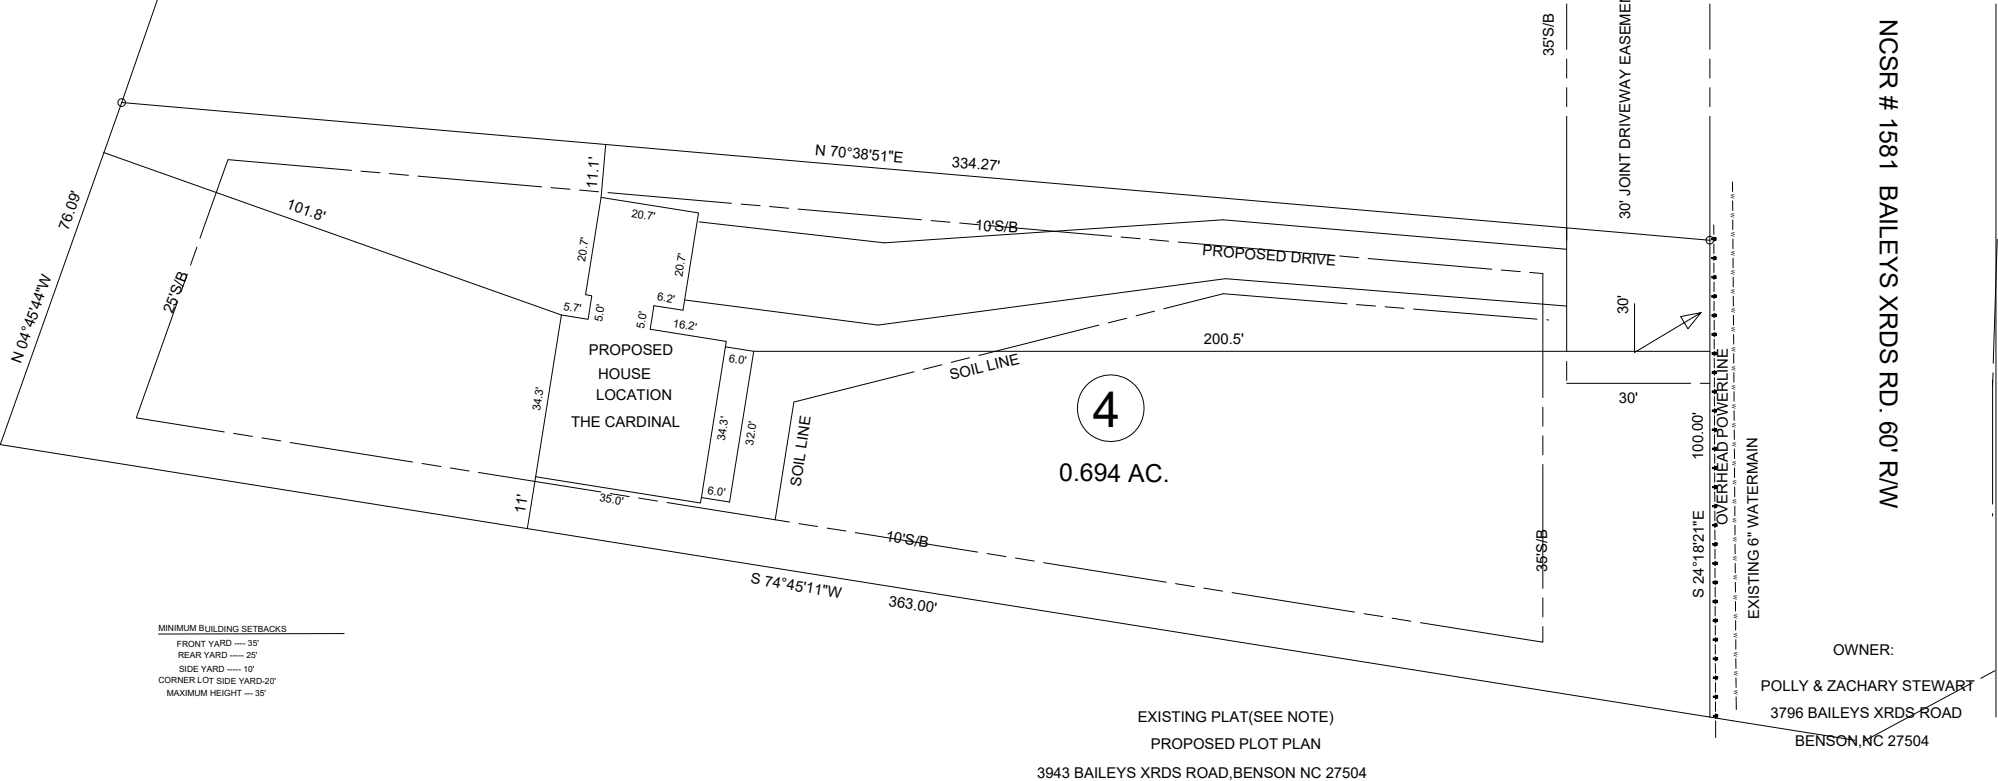 35'S/B
30' JOINT DRIVEWAY
NCSR # 1581 BAILEYS XRDS RD. 60' R/W
N 70°38'51"E 334.27'
11.1'
76.09'
N 04°45'44"W
101.8'
25'S/B
20.7'
20.7'
20.7'
10'S/B
PROPOSED DRIVE
5.7'
5.0'
6.2'
5.0'
16.2'
6.0'
PROPOSED
HOUSE
LOCATION
THE CARDINAL
34.3'
34.3'
32.0'
6.0'
35.0'
11'
SOIL LINE
SOIL LINE
200.5'
4
0.694 AC.
30'
30'
100.00'
S 24°18'21"E
OVERHEAD POWERLINE
EXISTING 6" WATERMAIN
35'S/B
10'S/B
S 74°45'11"W
363.00'
MINIMUM BUILDING SETBACKS
FRONT YARD ---- 35'
REAR YARD ----- 25'
SIDE YARD ----- 10'
CORNER LOT SIDE YARD-20'
MAXIMUM HEIGHT --- 35'
OWNER:
POLLY & ZACHARY STEWART
3796 BAILEYS XRDS ROAD
BENSON,NC 27504
EXISTING PLAT(SEE NOTE)
PROPOSED PLOT PLAN
3943 BAILEYS XRDS ROAD,BENSON NC 27504